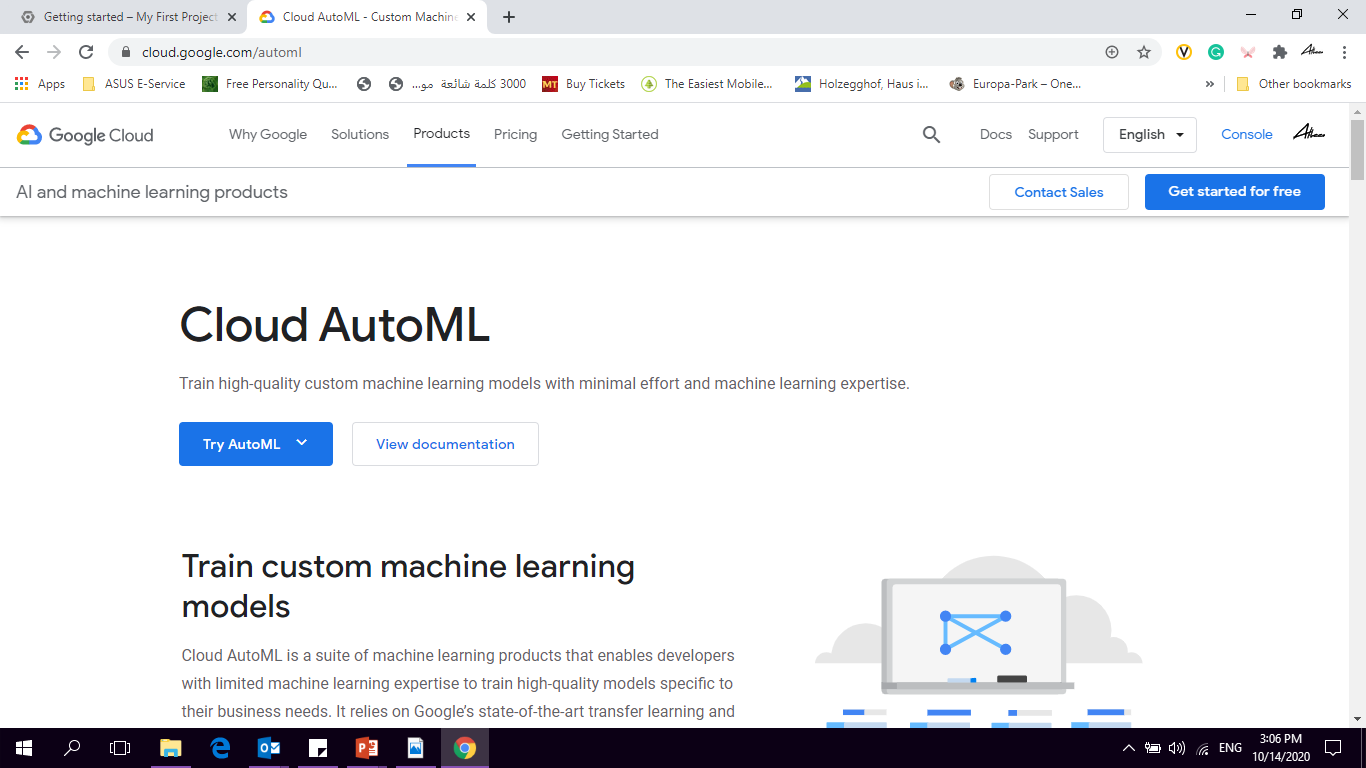 Getting started – My First Project
Cloud AutoML - Custom Machine
cloud.google.com/automl
Apps
ASUS E-Service
Free Personality Qu...
3000 كلمة شائعة مو...
MT
Buy Tickets
The Easiest Mobile...
Holzegghof, Haus i...
Europa-Park – One...
»
Other bookmarks
Google Cloud
Why Google
Solutions
Products
Pricing
Getting Started
Docs
Support
English
Console
AI and machine learning products
Contact Sales
Get started for free
Cloud AutoML
Train high-quality custom machine learning models with minimal effort and machine learning expertise.
Try AutoML
View documentation
Train custom machine learning
models
Cloud AutoML is a suite of machine learning products that enables developers
with limited machine learning expertise to train high-quality models specific to
their business needs. It relies on Google's state-of-the-art transfer learning and
ENG
3:06 PM
10/14/2020